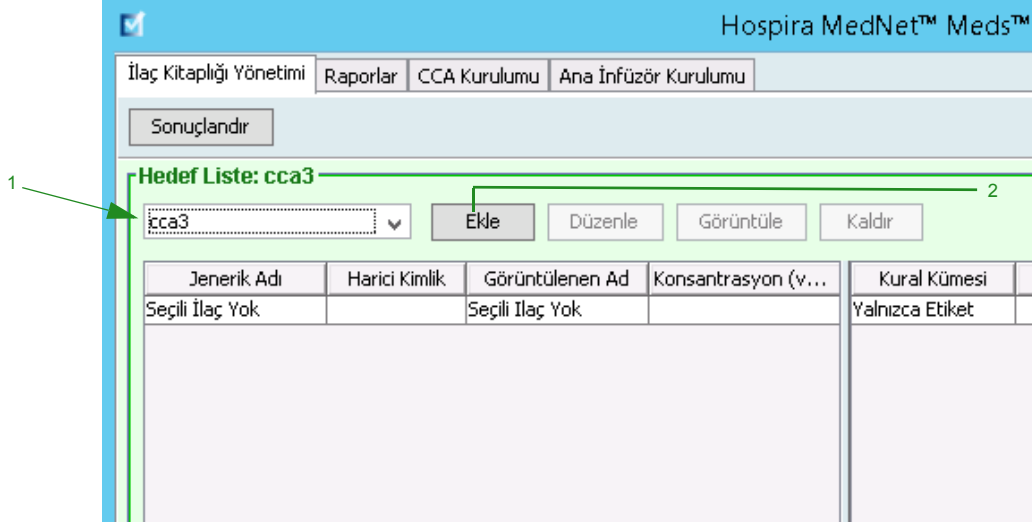 Hospira MedNet™ Meds™
İlaç Kitaplığı Yönetimi Raporlar CCA Kurulumu Ana İnfüzör Kurulumu
Sonuçlandır
Hedef Liste: cca3
1
2
cca3 Ekle Düzenle Görüntüle Kaldır
Jenerik Adı Harici Kimlik Görüntülenen Ad Konsantrasyon (v... Kural Kümesi
Seçili İlaç Yok Seçili Ilaç Yok Yalnızca Etiket